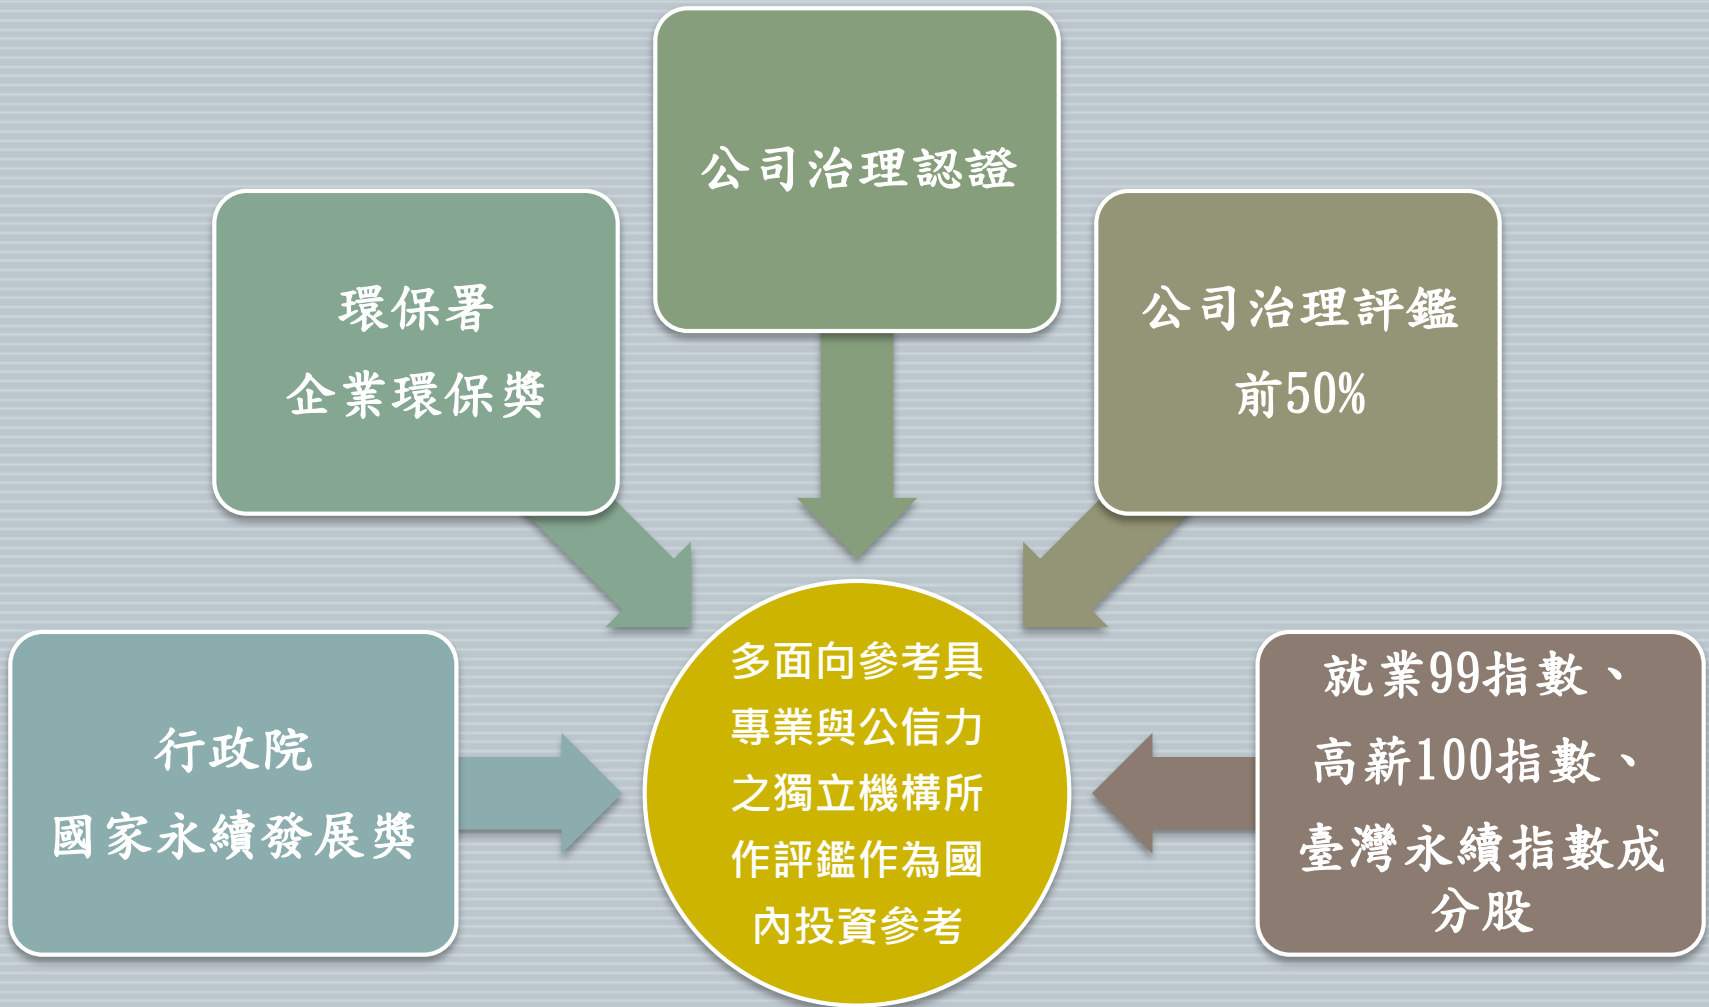 公司治理認證
環保署
企業環保獎
公司治理評鑑
前50%
行政院
國家永續發展獎
多面向參考具
專業與公信力
之獨立機構所
作評鑑作為國
內投資參考
就業99指數、
高薪100指數、
臺灣永續指數成
分股